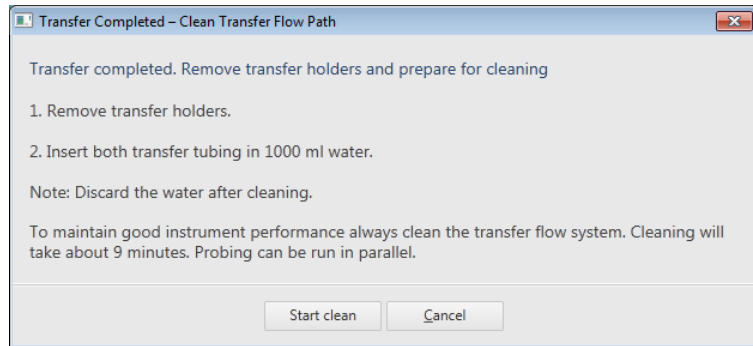 Transfer Completed – Clean Transfer Flow Path
Transfer completed. Remove transfer holders and prepare for cleaning
1. Remove transfer holders.
2. Insert both transfer tubing in 1000 ml water.
Note: Discard the water after cleaning.
To maintain good instrument performance always clean the transfer flow system. Cleaning will
take about 9 minutes. Probing can be run in parallel.
Start clean
Cancel